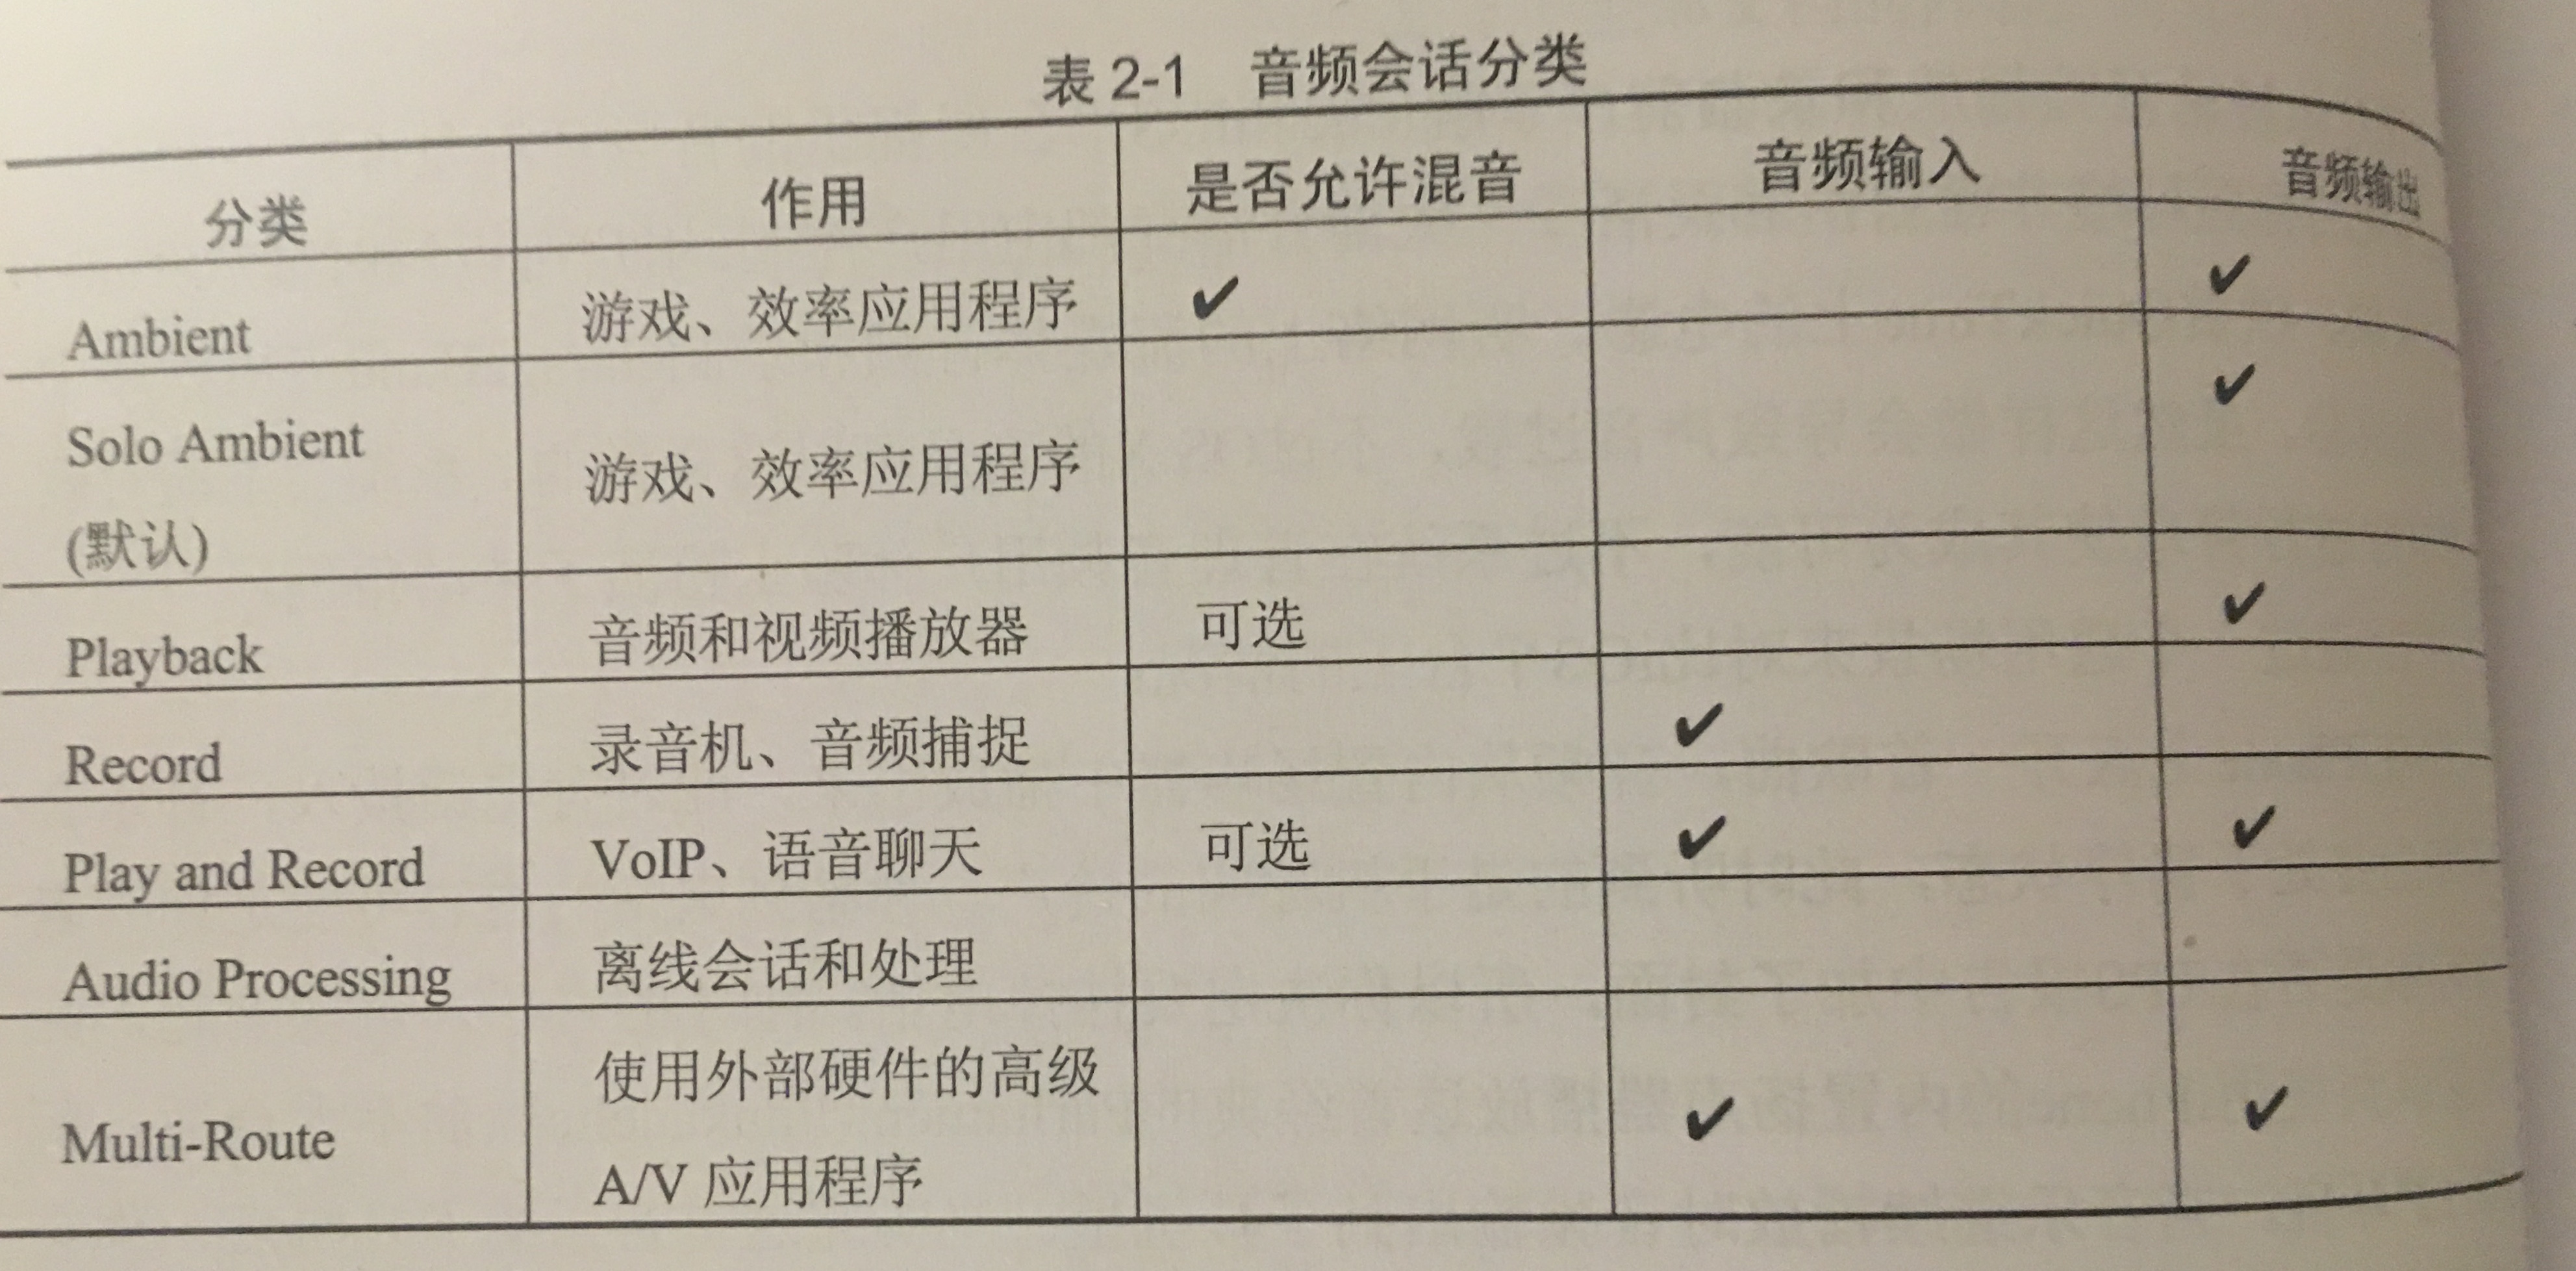 表 2-1 音频会话分类
分类 作用 是否允许混音 音频输入 音频输出
Ambient 游戏、效率应用程序 ✔ ✔
Solo Ambient
(默认) 游戏、效率应用程序 ✔
Playback 音频和视频播放器 可选 ✔
Record 录音机、音频捕捉 ✔
Play and Record VoIP、语音聊天 可选 ✔ ✔
Audio Processing 离线会话和处理
Multi-Route 使用外部硬件的高级
A/V 应用程序 ✔ ✔